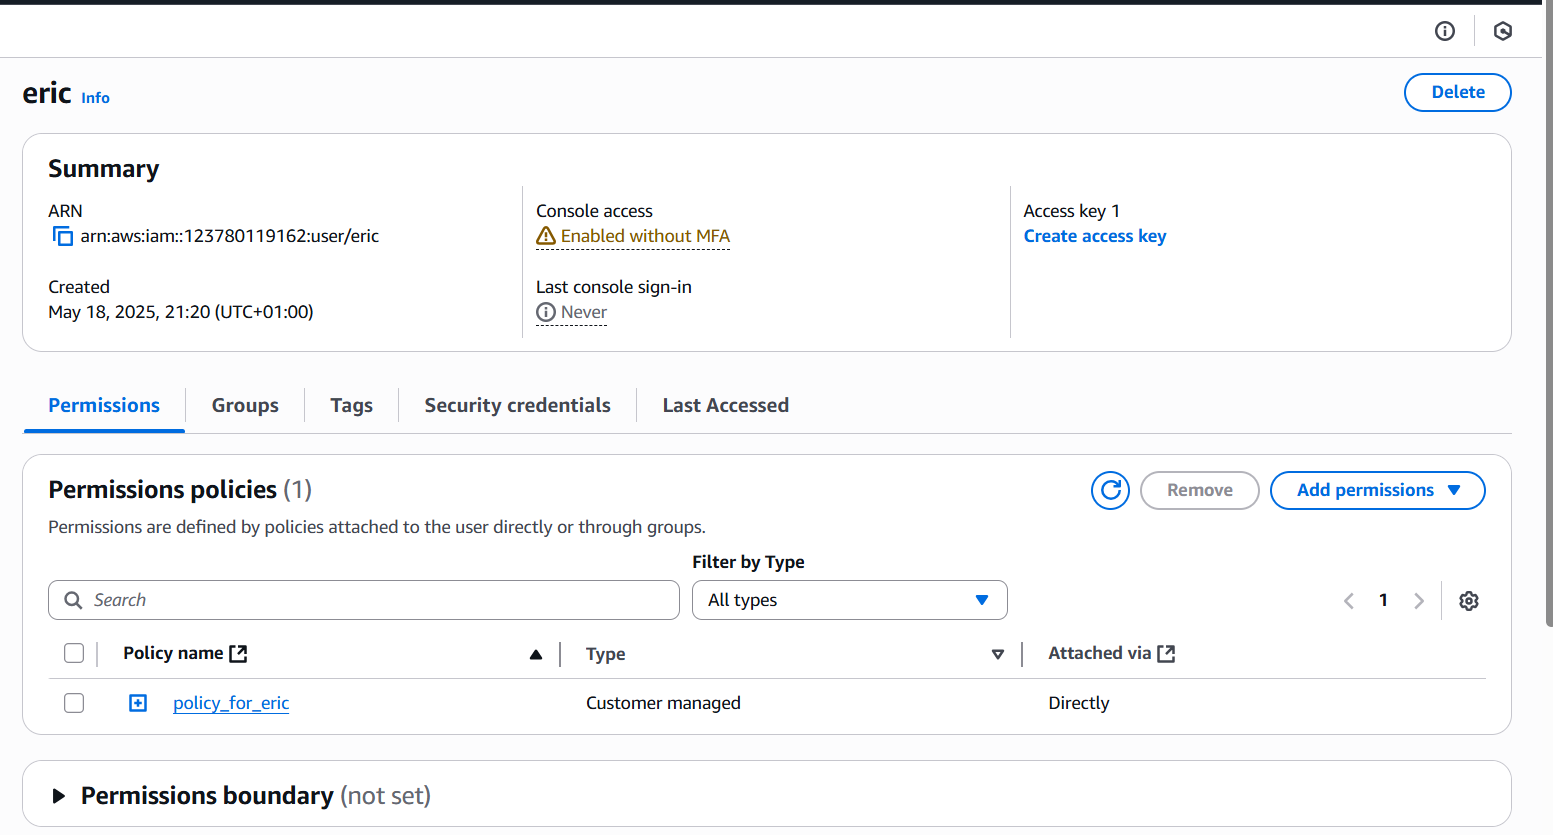 eric Info
Delete
Summary
ARN
arn:aws:iam::123780119162:user/eric
Created
May 18, 2025, 21:20 (UTC+01:00)
Console access
Enabled without MFA
Last console sign-in
Never
Access key 1
Create access key
Permissions
Groups
Tags
Security credentials
Last Accessed
Permissions policies (1)
Remove
Add permissions
Permissions are defined by policies attached to the user directly or through groups.
Filter by Type
Search
All types
1
Policy name
Type
Attached via
policy_for_eric
Customer managed
Directly
Permissions boundary (not set)